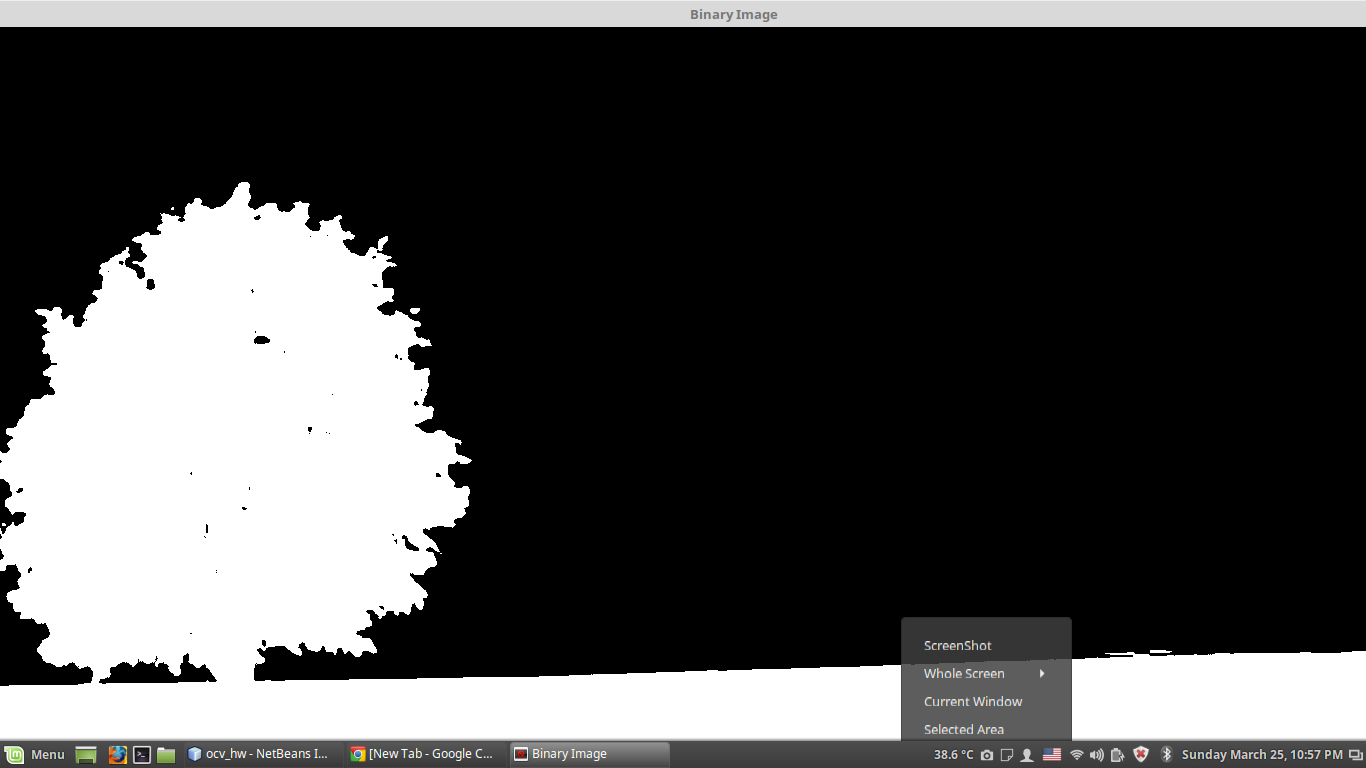 Binary Image
ScreenShot
Whole Screen
Current Window
Selected Area
Menu
ocv_hw - NetBeans I...
[New Tab - Google C...
Binary Image
38.6 °C
Sunday March 25, 10:57 PM